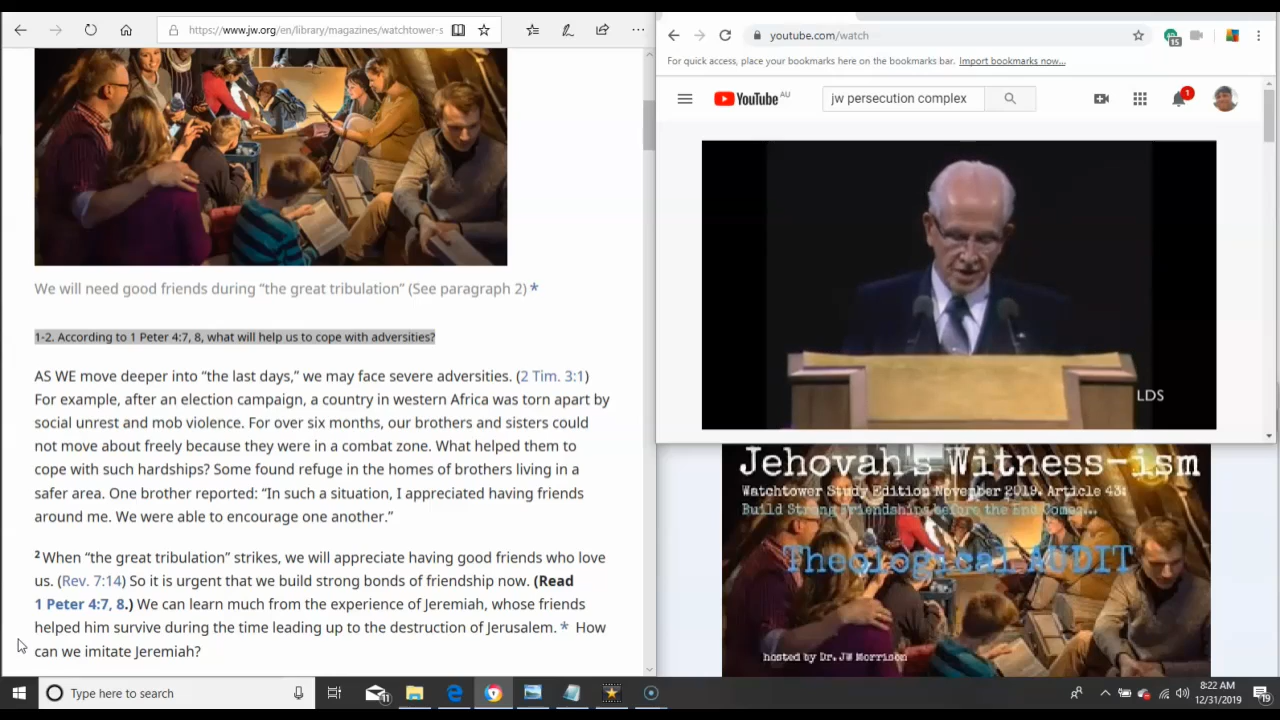 https://www.jw.org/en/library/magazines/watchtower-s
We will need good friends during “the great tribulation” (See paragraph 2) *
1-2. According to 1 Peter 4:7, 8, what will help us to cope with adversities?
AS WE move deeper into “the last days,” we may face severe adversities. (2 Tim. 3:1)
For example, after an election campaign, a country in western Africa was torn apart by
social unrest and mob violence. For over six months, our brothers and sisters could
not move about freely because they were in a combat zone. What helped them to
cope with such hardships? Some found refuge in the homes of brothers living in a
safer area. One brother reported: “In such a situation, I appreciated having friends
around me. We were able to encourage one another.”
2 When “the great tribulation” strikes, we will appreciate having good friends who love
us. (Rev. 7:14) So it is urgent that we build strong bonds of friendship now. (Read
1 Peter 4:7, 8.) We can learn much from the experience of Jeremiah, whose friends
helped him survive during the time leading up to the destruction of Jerusalem. * How
can we imitate Jeremiah?
youtube.com/watch
15
For quick access, place your bookmarks here on the bookmarks bar. Import bookmarks now...
YouTube AU
jw persecution complex
1
LDS
Jehovah's Witness-ism
Watchtower Study Edition November 2019. Article 43:
Build Strong Friendships before the End Comes...
Theological AUDIT
hosted by Dr. JW Morrison
Type here to search
11
8:22 AM
12/31/2019
19